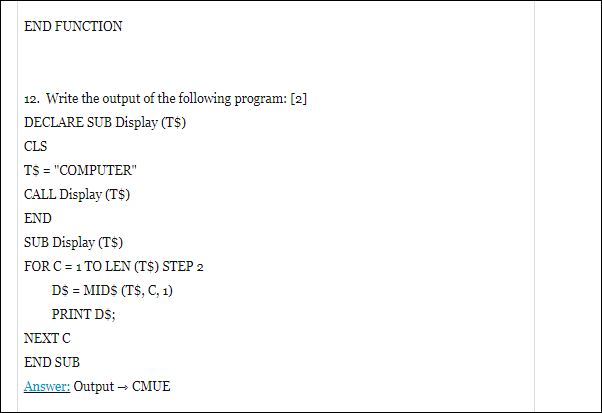 END FUNCTION
12. Write the output of the following program: [2]
DECLARE SUB Display (T$)
CLS
T$ = "COMPUTER"
CALL Display (T$)
END
SUB Display (T$)
FOR C = 1 TO LEN (T$) STEP 2
D$ = MID$ (T$, C, 1)
PRINT D$;
NEXT C
END SUB
Answer: Output → CMUE